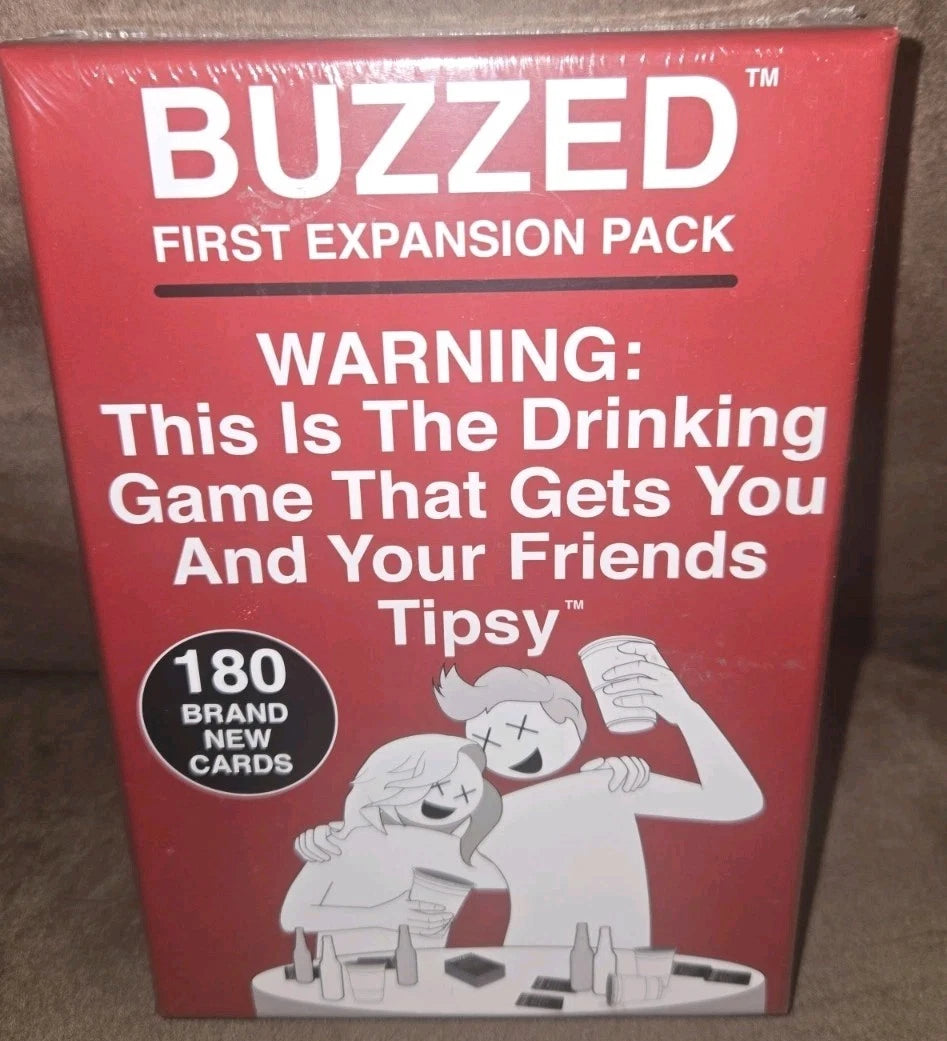 BUZZED™
FIRST EXPANSION PACK
WARNING:
This Is The Drinking
Game That Gets You
And Your Friends
Tipsy™
180
BRAND
NEW
CARDS